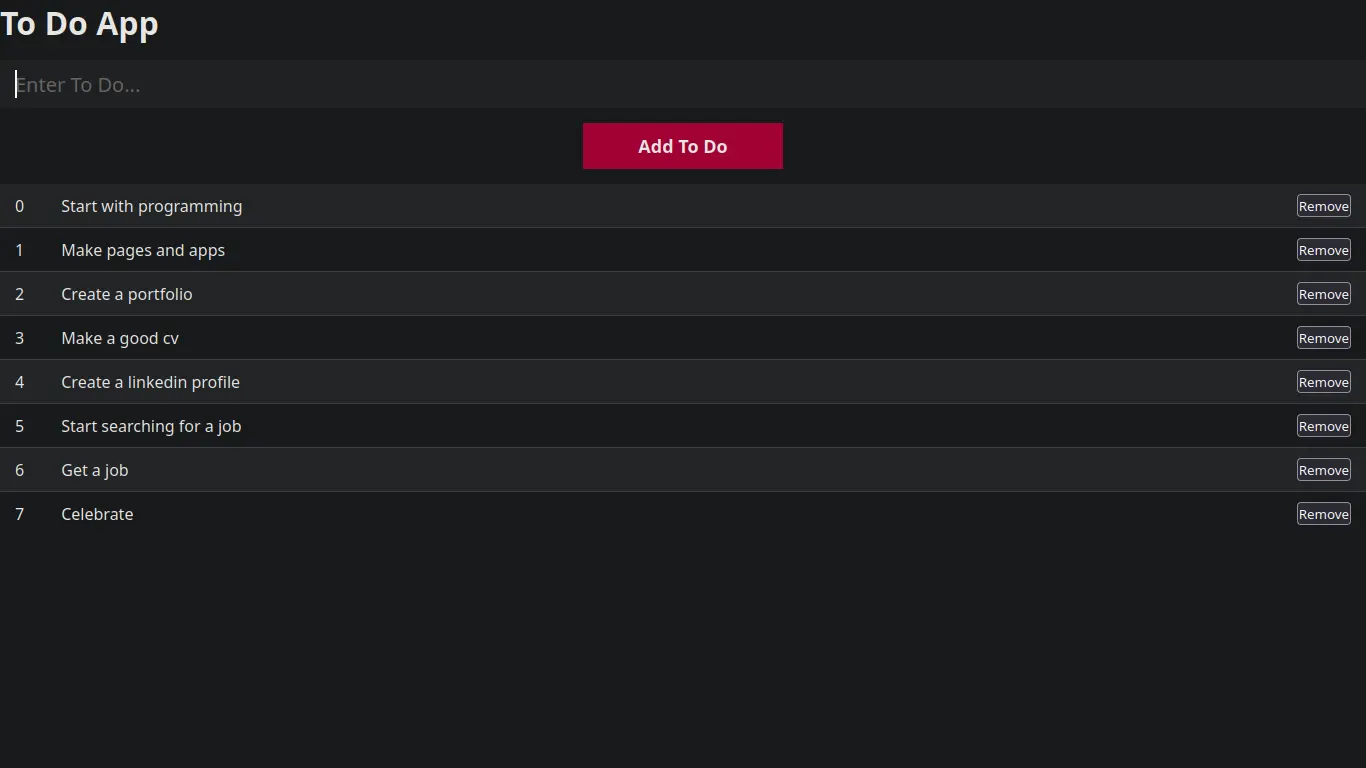 To Do App
Enter To Do...
Add To Do
0 Start with programming Remove
1 Make pages and apps Remove
2 Create a portfolio Remove
3 Make a good cv Remove
4 Create a linkedin profile Remove
5 Start searching for a job Remove
6 Get a job Remove
7 Celebrate Remove